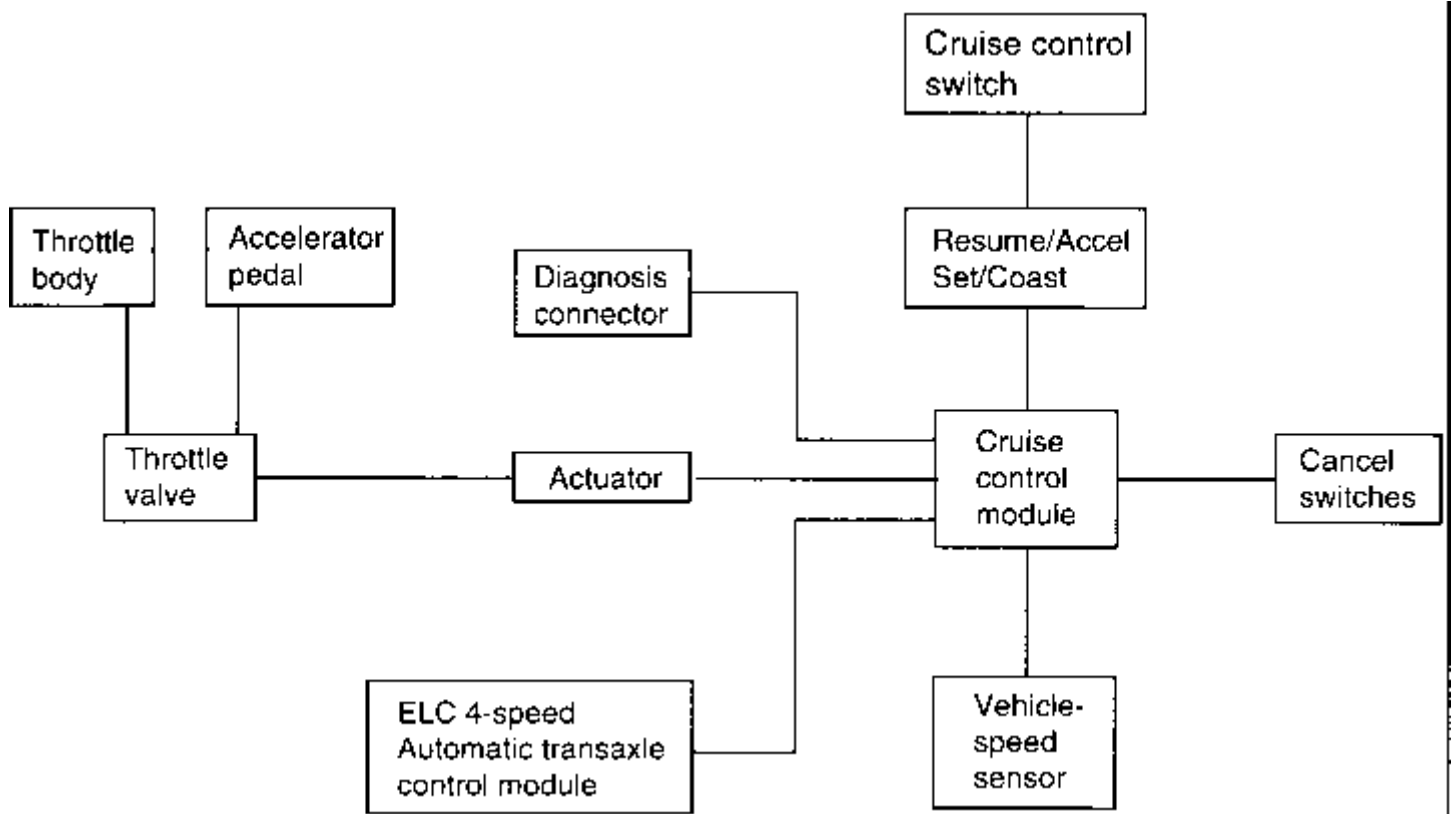 Cruise control
switch
Throttle
body
Accelerator
pedal
Diagnosis
connector
Resume/Accel
Set/Coast
Throttle
valve
Actuator
Cruise
control
module
Cancel
switches
ELC 4-speed
Automatic transaxle
control module
Vehicle-
speed
sensor